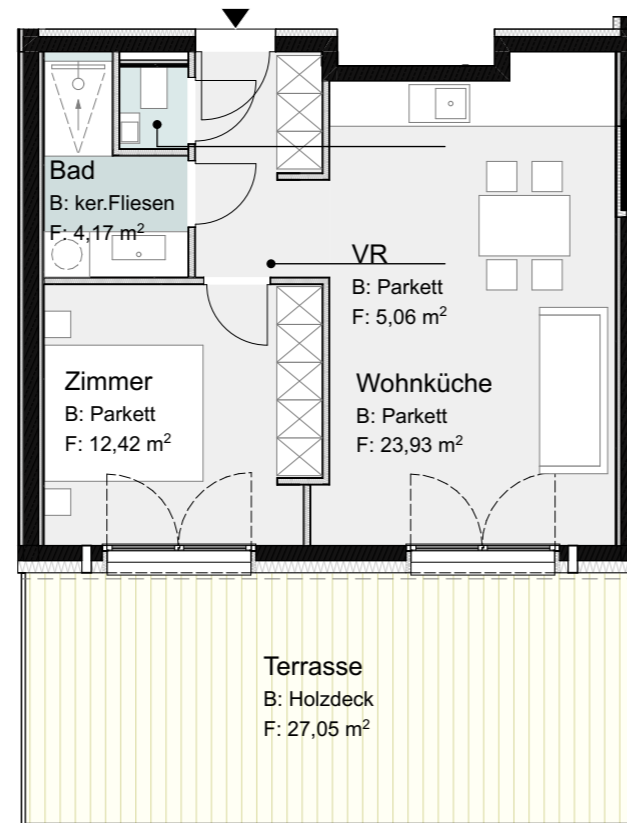 Bad
B: ker.Fliesen
F: 4,17 m²
VR
B: Parkett
F: 5,06 m²
Zimmer
B: Parkett
F: 12,42 m²
Wohnküche
B: Parkett
F: 23,93 m²
Terrasse
B: Holzdeck
F: 27,05 m²